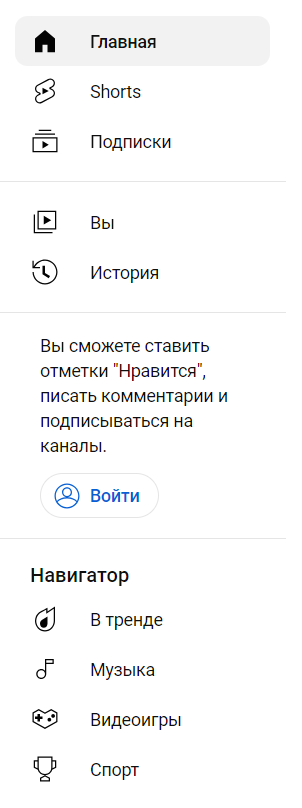 Главная
Shorts
Подписки
Вы
История
Вы сможете ставить
отметки "Нравится",
писать комментарии и
подписываться на
каналы.
Войти
Навигатор
В тренде
Музыка
Видеоигры
Спорт